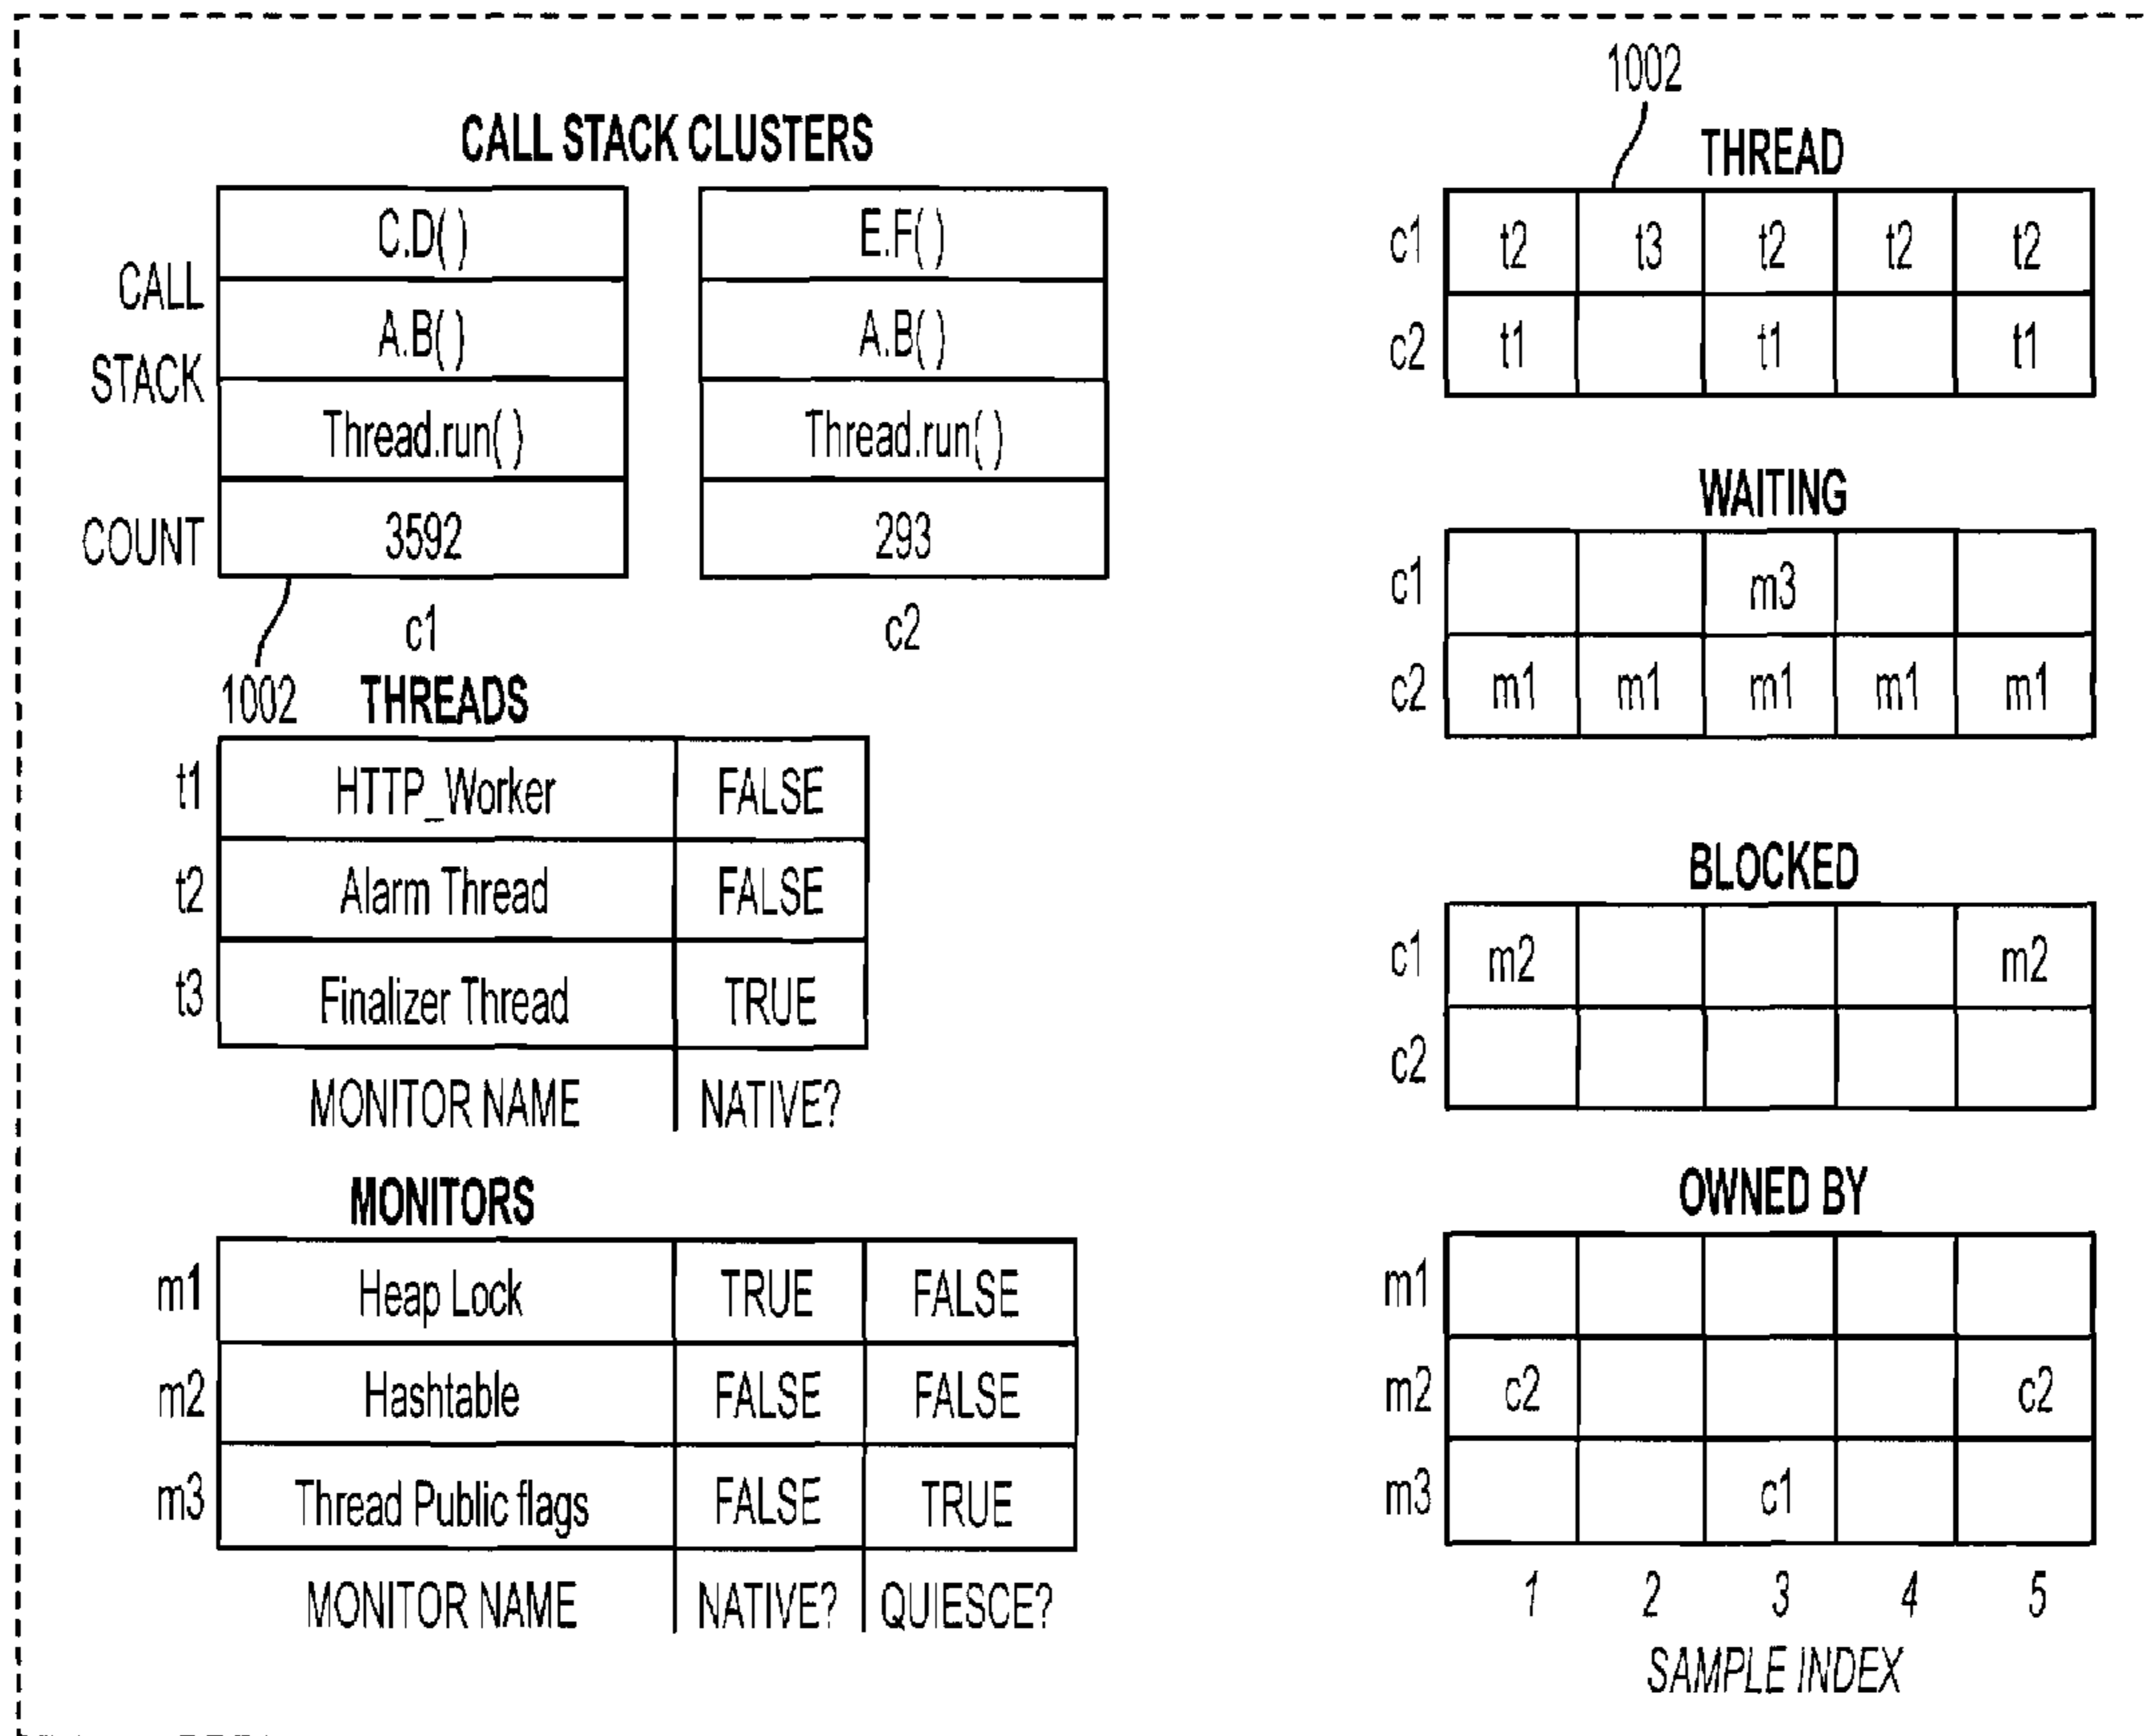 1002
CALL STACK CLUSTERS
C.D( ) E.F( )
CALL
A.B( ) A.B( )
STACK
Thread.run( ) Thread.run( )
COUNT 3592 293
c1 c2
1002 THREADS
t1 HTTP_Worker FALSE
t2 Alarm Thread FALSE
t3 Finalizer Thread TRUE
MONITOR NAME NATIVE?
MONITORS
m1 Heap Lock TRUE FALSE
m2 Hashtable FALSE FALSE
m3 Thread Public flags FALSE TRUE
MONITOR NAME NATIVE? QUIESCE?
THREAD
c1 t2 t3 t2 t2 t2
c2 t1 t1 t1
WAITING
c1 m3
c2 m1 m1 m1 m1 m1
BLOCKED
c1 m2 m2
c2
OWNED BY
m1
m2 c2 c2
m3 c1
1 2 3 4 5
SAMPLE INDEX